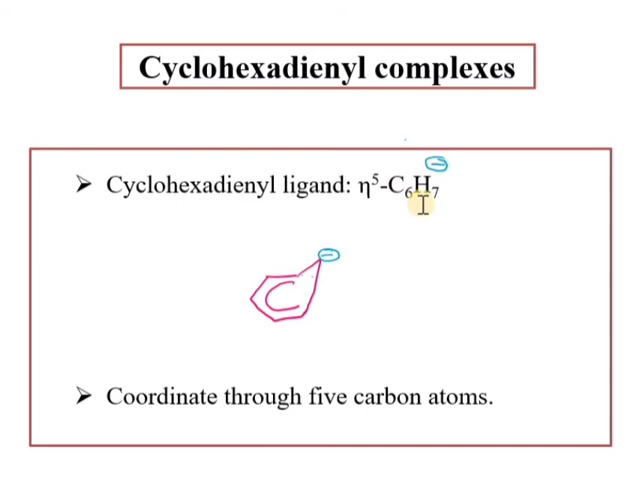 Cyclohexadienyl complexes
➤ Cyclohexadienyl ligand: η⁵-C₆H₇⊖
⊖
➤ Coordinate through five carbon atoms.